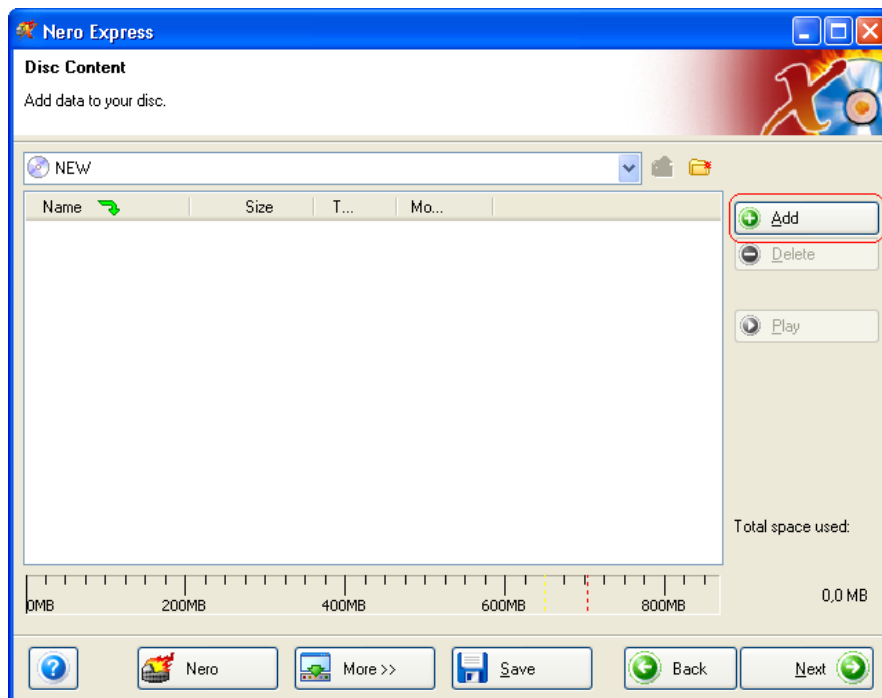 Nero Express
Disc Content
Add data to your disc.
NEW
Name Size T... Mo...
Add
Delete
Play
Total space used:
0MB 200MB 400MB 600MB 800MB
0,0 MB
Nero More >> Save Back Next